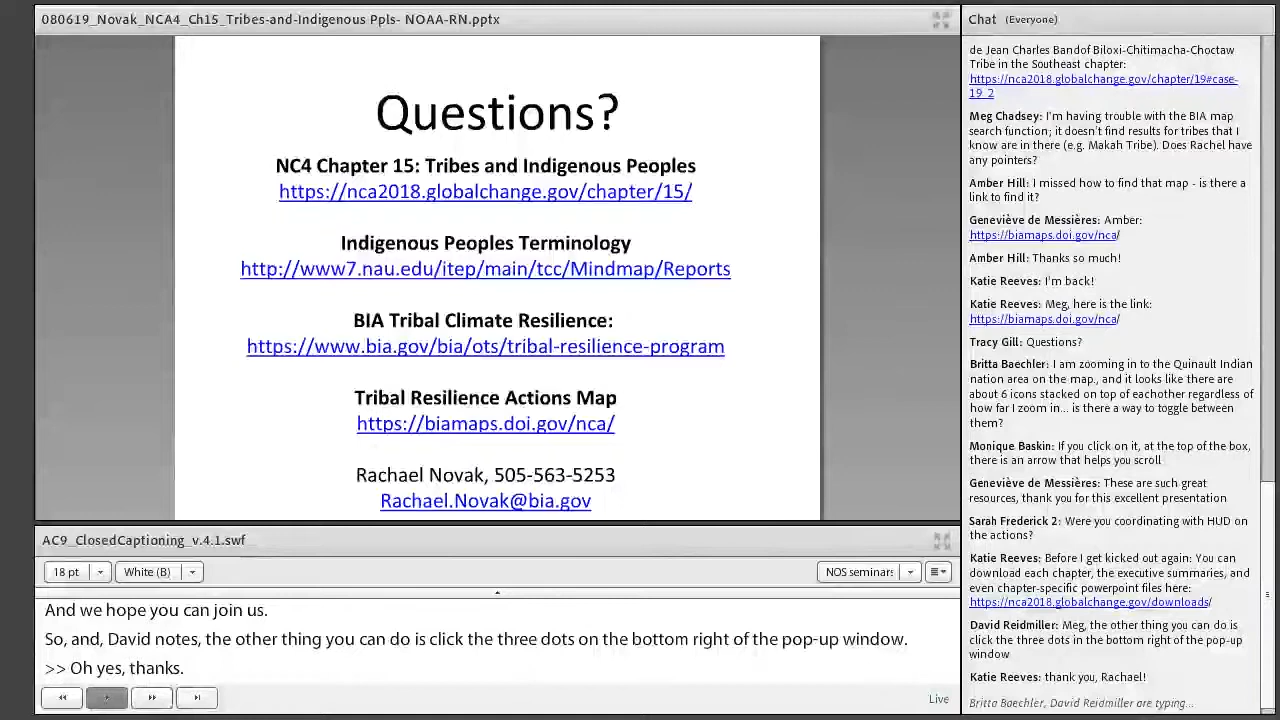 080619_Novak_NCA4_Ch15_Tribes-and-Indigenous Ppls- NOAA-RN.pptx
Questions?
NC4 Chapter 15: Tribes and Indigenous Peoples
https://nca2018.globalchange.gov/chapter/15/
Indigenous Peoples Terminology
http://www7.nau.edu/itep/main/tcc/Mindmap/Reports
BIA Tribal Climate Resilience:
https://www.bia.gov/bia/ots/tribal-resilience-program
Tribal Resilience Actions Map
https://biamaps.doi.gov/nca/
Rachael Novak, 505-563-5253
Rachael.Novak@bia.gov
AC9_ClosedCaptioning_v.4.1.swf
18 pt
White (B)
NOS seminars
And we hope you can join us.
So, and, David notes, the other thing you can do is click the three dots on the bottom right of the pop-up window.
>> Oh yes, thanks.
Live
Chat (Everyone)
de Jean Charles Bandof Biloxi-Chitimacha-Choctaw
Tribe in the Southeast chapter:
https://nca2018.globalchange.gov/chapter/19#case-
19_2
Meg Chadsey: I'm having trouble with the BIA map
search function; it doesn't find results for tribes that I
know are in there (e.g. Makah Tribe). Does Rachel have
any pointers?
Amber Hill: I missed how to find that map - is there a
link to find it?
Geneviève de Messières: Amber:
https://biamaps.doi.gov/nca/
Amber Hill: Thanks so much!
Katie Reeves: I'm back!
Katie Reeves: Meg, here is the link:
https://biamaps.doi.gov/nca/
Tracy Gill: Questions?
Britta Baechler: I am zooming in to the Quinault Indian
nation area on the map., and it looks like there are
about 6 icons stacked on top of eachother regardless of
how far I zoom in... is there a way to toggle between
them?
Monique Baskin: If you click on it, at the top of the box,
there is an arrow that helps you scroll
Geneviève de Messières: These are such great
resources, thank you for this excellent presentation
Sarah Frederick 2: Were you coordinating with HUD on
the actions?
Katie Reeves: Before I get kicked out again: You can
download each chapter, the executive summaries, and
even chapter-specific powerpoint files here:
https://nca2018.globalchange.gov/downloads/
David Reidmiller: Meg, the other thing you can do is
click the three dots in the bottom right of the pop-up
window
Katie Reeves: thank you, Rachael!
Britta Baechler, David Reidmiller are typing...